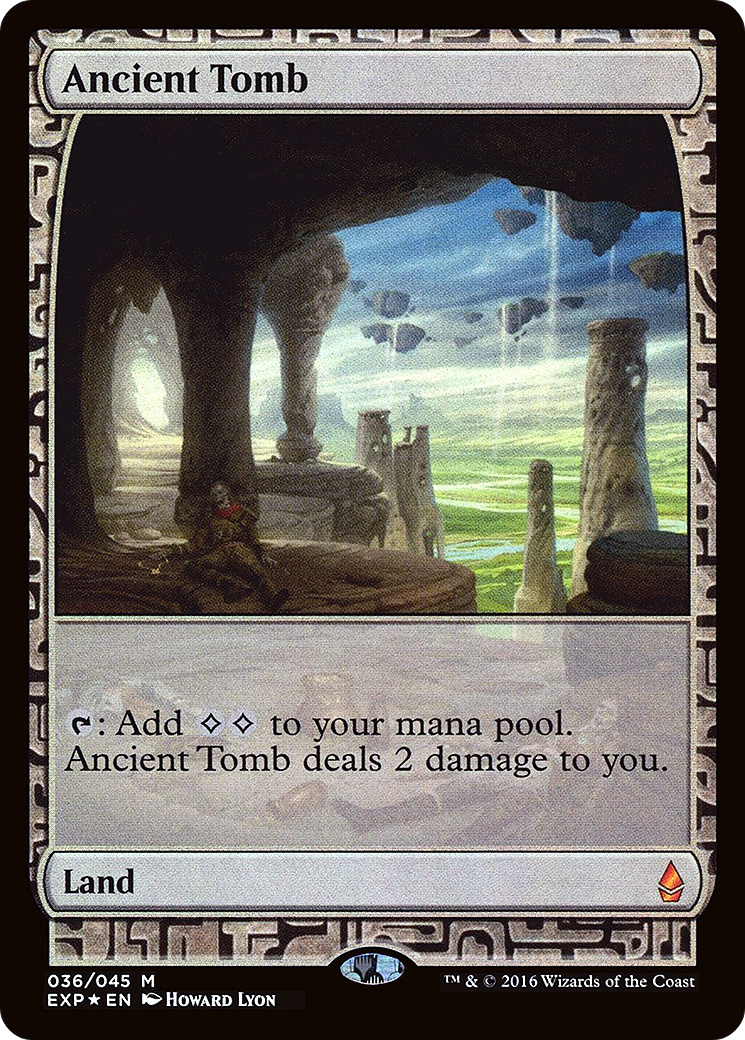 Ancient Tomb
: Add to your mana pool.
Ancient Tomb deals 2 damage to you.
Land
036/045 M
EXP★EN Howard Lyon
™ & © 2016 Wizards of the Coast